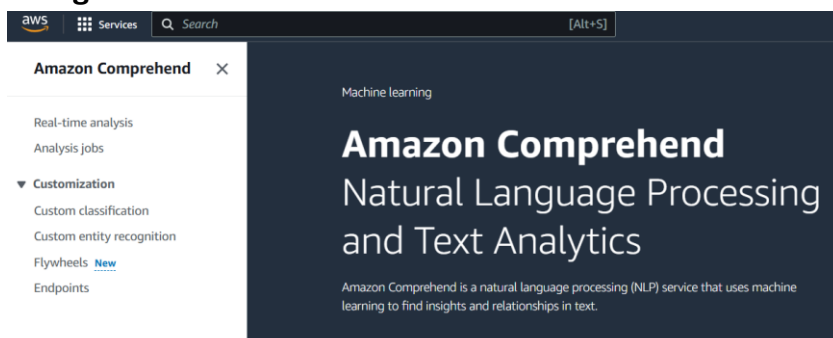 aws Services Search [Alt+S]
Amazon Comprehend
Real-time analysis
Analysis jobs
Customization
Custom classification
Custom entity recognition
Flywheels New
Endpoints
Machine learning
Amazon Comprehend
Natural Language Processing
and Text Analytics
Amazon Comprehend is a natural language processing (NLP) service that uses machine
learning to find insights and relationships in text.